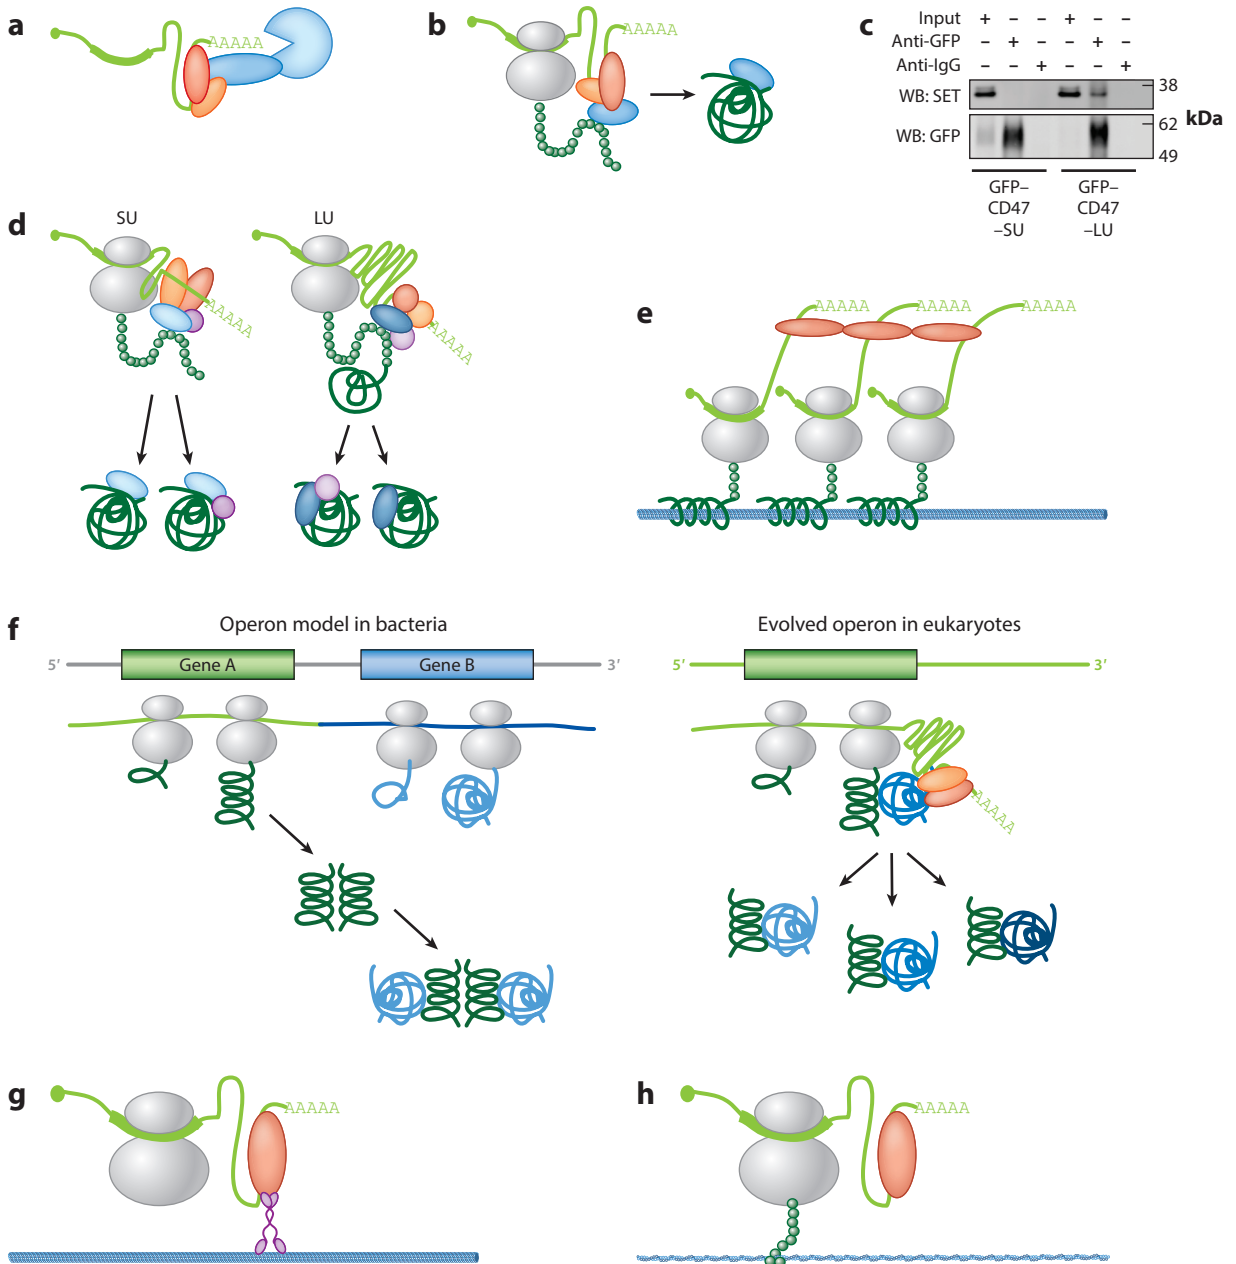 a
AAAAA
b
AAAAA
c
Input + – – + – –
Anti-GFP – + – – + –
Anti-IgG – – + – – +
WB: SET
38
kDa
WB: GFP
62
49
GFP–
CD47
–SU
GFP–
CD47
–LU
d
SU
LU
AAAAA
AAAAA
e
AAAAA
AAAAA
AAAAA
f
Operon model in bacteria
5′
Gene A
Gene B
3′
Evolved operon in eukaryotes
5′
3′
AAAAA
g
AAAAA
h
AAAAA